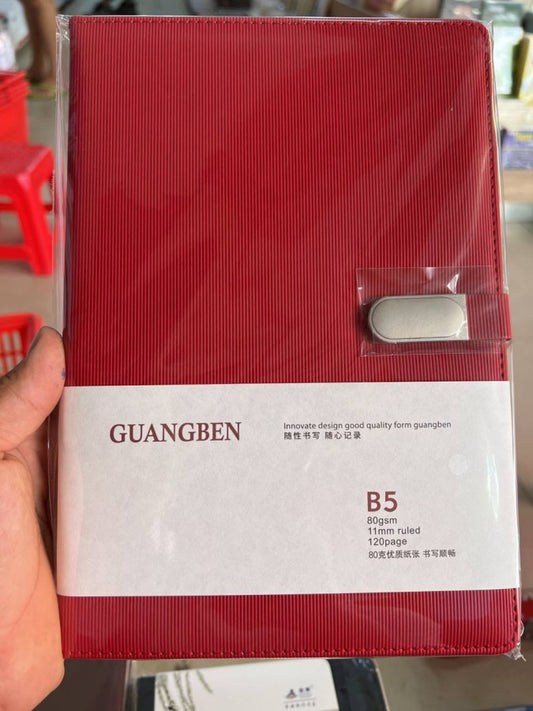 GUANGBEN
Innovate design good quality form guangben
随性书写 随心记录
B5
80gsm
11mm ruled
120page
80克优质纸张 书写顺畅